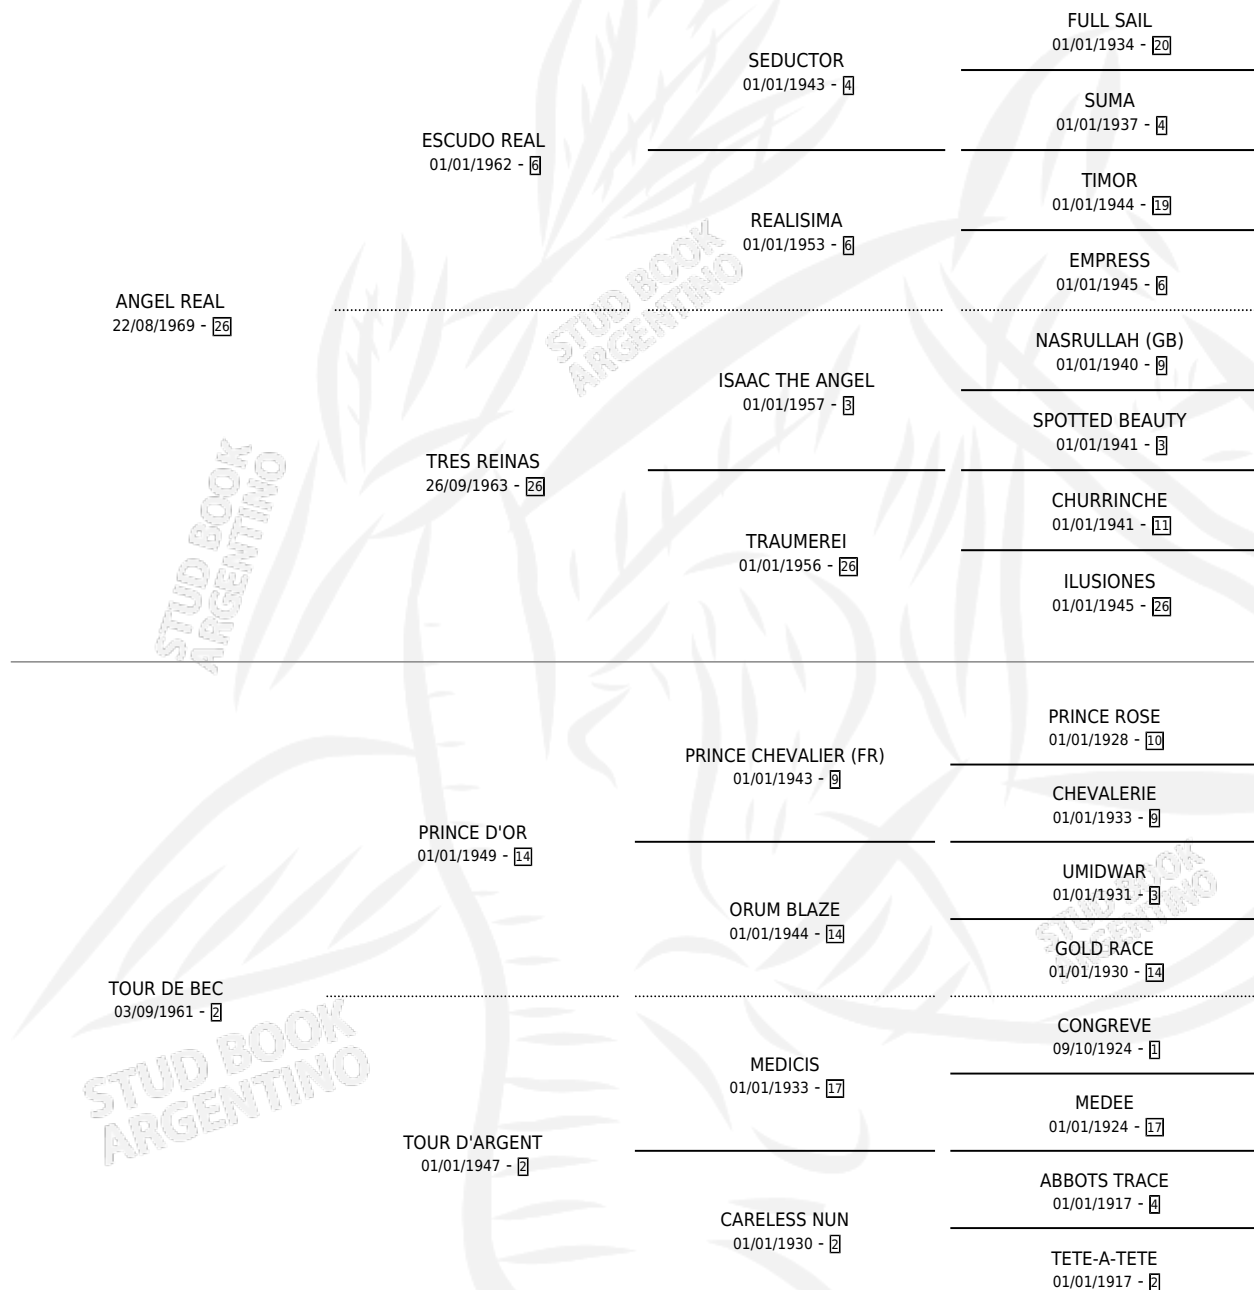 FULL SAIL
01/01/1934 - 20
SEDUCTOR
01/01/1943 - 4
SUMA
01/01/1937 - 4
ESCUDO REAL
01/01/1962 - 6
TIMOR
01/01/1944 - 19
REALISIMA
01/01/1953 - 6
EMPRESS
01/01/1945 - 6
ANGEL REAL
22/08/1969 - 26
NASRULLAH (GB)
01/01/1940 - 9
ISAAC THE ANGEL
01/01/1957 - 3
SPOTTED BEAUTY
01/01/1941 - 3
TRES REINAS
26/09/1963 - 26
CHURRINCHE
01/01/1941 - 11
TRAUMEREI
01/01/1956 - 26
ILUSIONES
01/01/1945 - 26
STUD BOOK
ARGENTINO
STUD BOOK
ARGENTINO
PRINCE ROSE
01/01/1928 - 10
PRINCE CHEVALIER (FR)
01/01/1943 - 9
CHEVALERIE
01/01/1933 - 9
PRINCE D'OR
01/01/1949 - 14
UMIDWAR
01/01/1931 - 3
ORUM BLAZE
01/01/1944 - 14
GOLD RACE
01/01/1930 - 14
TOUR DE BEC
03/09/1961 - 2
CONGREVE
09/10/1924 - 1
MEDICIS
01/01/1933 - 17
MEDEE
01/01/1924 - 17
TOUR D'ARGENT
01/01/1947 - 2
ABBOTS TRACE
01/01/1917 - 4
CARELESS NUN
01/01/1930 - 2
TETE-A-TETE
01/01/1917 - 2
STUD BOOK
ARGENTINO
STUD BOOK
ARGENTINO